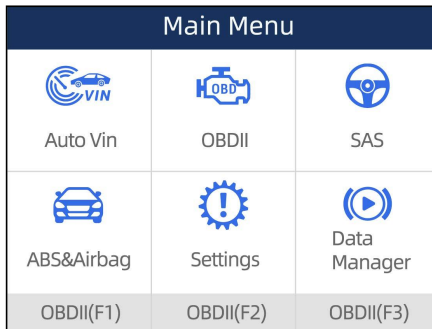 Main Menu
VIN
OBD
Auto Vin
OBDII
SAS
ABS&Airbag
Settings
Data
Manager
OBDII(F1)
OBDII(F2)
OBDII(F3)